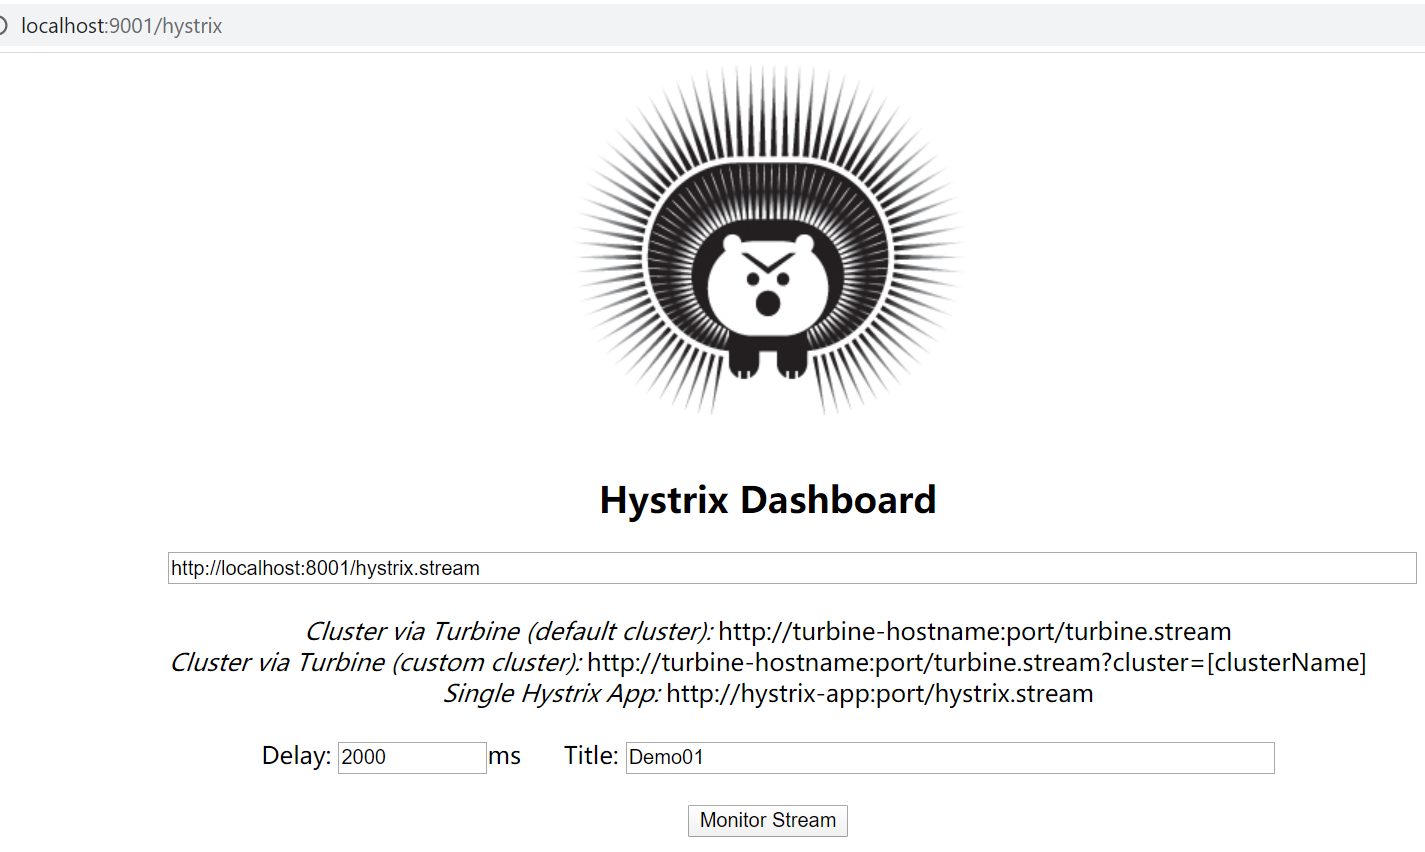 localhost:9001/hystrix
Hystrix Dashboard
http://localhost:8001/hystrix.stream
Cluster via Turbine (default cluster): http://turbine-hostname:port/turbine.stream
Cluster via Turbine (custom cluster): http://turbine-hostname:port/turbine.stream?cluster=[clusterName]
Single Hystrix App: http://hystrix-app:port/hystrix.stream
Delay: 2000 ms Title: Demo01
Monitor Stream